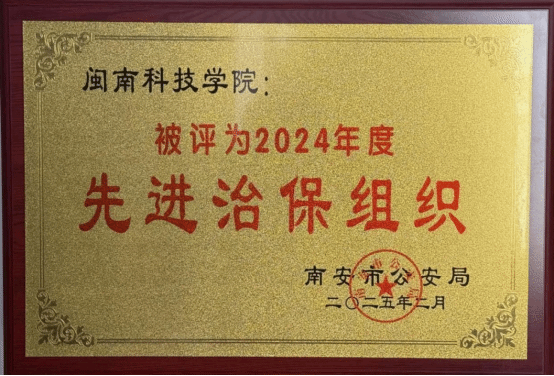 闽南科技学院：
被评为2024年度
先进治保组织
南安市公安局
二〇二五年二月